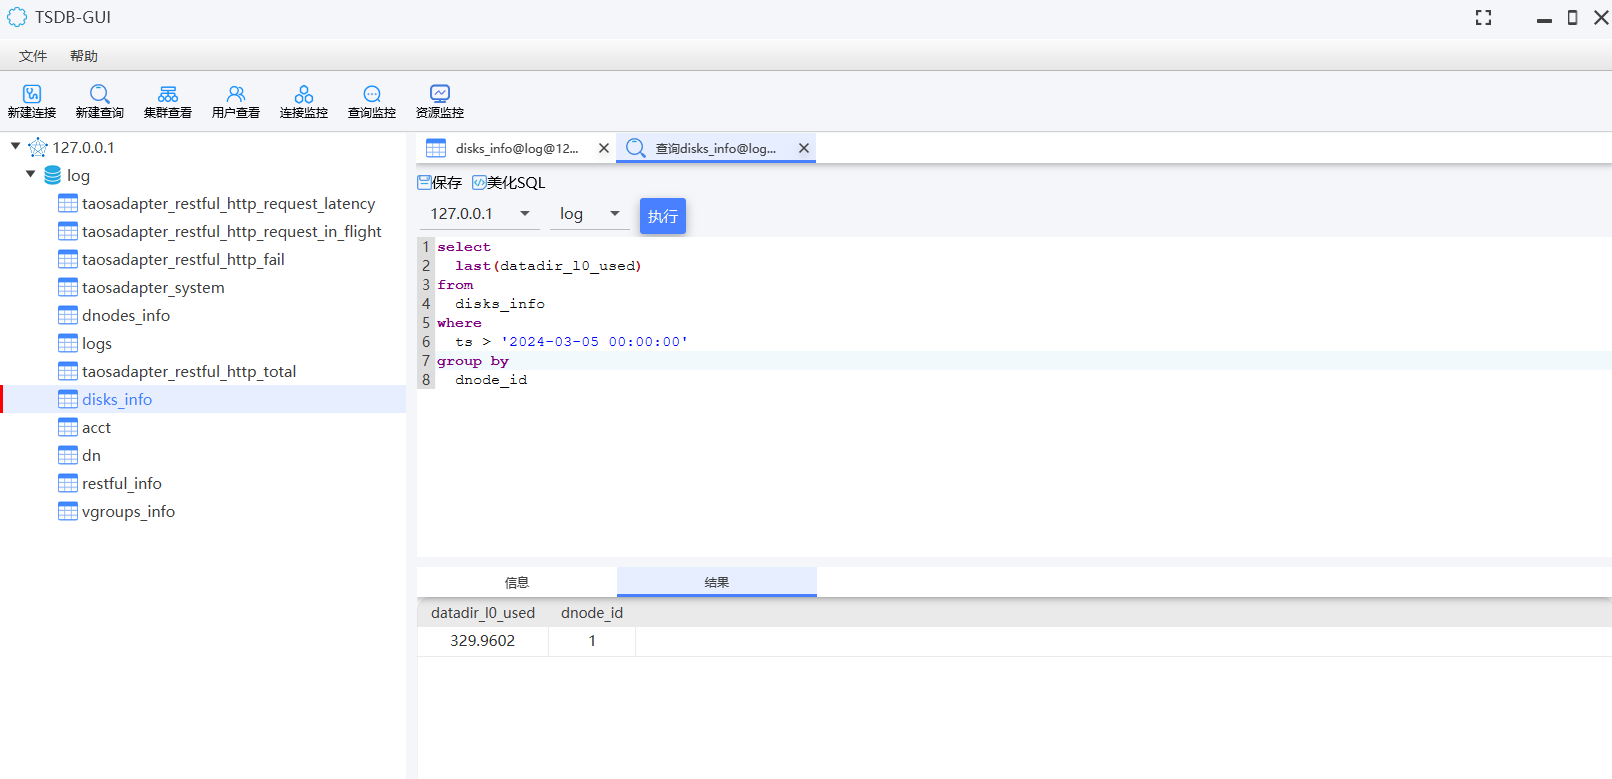 TSDB-GUI
文件 帮助
新建连接 新建查询 集群查看 用户查看 连接监控 查询监控 资源监控
127.0.0.1
log
taosadapter_restful_http_request_latency
taosadapter_restful_http_request_in_flight
taosadapter_restful_http_fail
taosadapter_system
dnodes_info
logs
taosadapter_restful_http_total
disks_info
acct
dn
restful_info
vgroups_info
disks_info@log@12... 查询disks_info@log...
保存 美化SQL
127.0.0.1 log 执行
1 select
2 last(datadir_l0_used)
3 from
4 disks_info
5 where
6 ts > '2024-03-05 00:00:00'
7 group by
8 dnode_id
信息 结果
datadir_l0_used dnode_id
329.9602 1